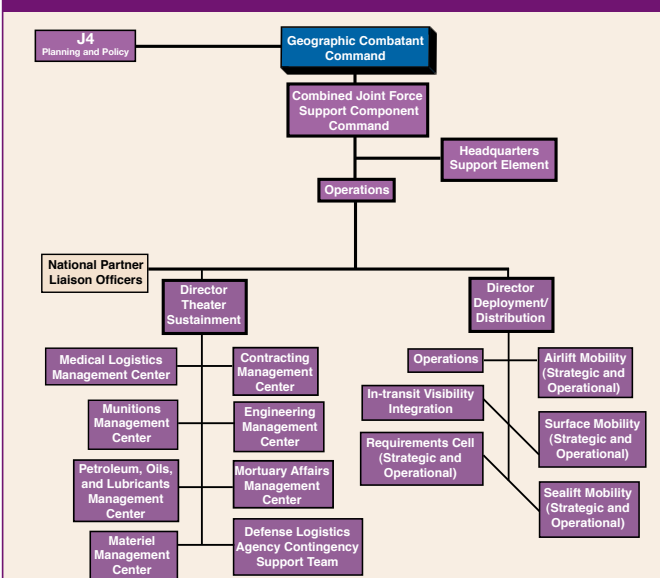 J4
Planning and Policy
Geographic Combatant
Command
Combined Joint Force
Support Component
Command
Headquarters
Support Element
Operations
National Partner
Liaison Officers
Director
Theater
Sustainment
Director
Deployment/
Distribution
Medical Logistics
Management Center
Contracting
Management
Center
Munitions
Management
Center
Engineering
Management
Center
Petroleum, Oils,
and Lubricants
Management
Center
Mortuary Affairs
Management
Center
Materiel
Management
Center
Defense Logistics
Agency Contingency
Support Team
Operations
Airlift Mobility
(Strategic and
Operational)
In-transit Visibility
Integration
Surface Mobility
(Strategic and
Operational)
Requirements Cell
(Strategic and
Operational)
Sealift Mobility
(Strategic and
Operational)